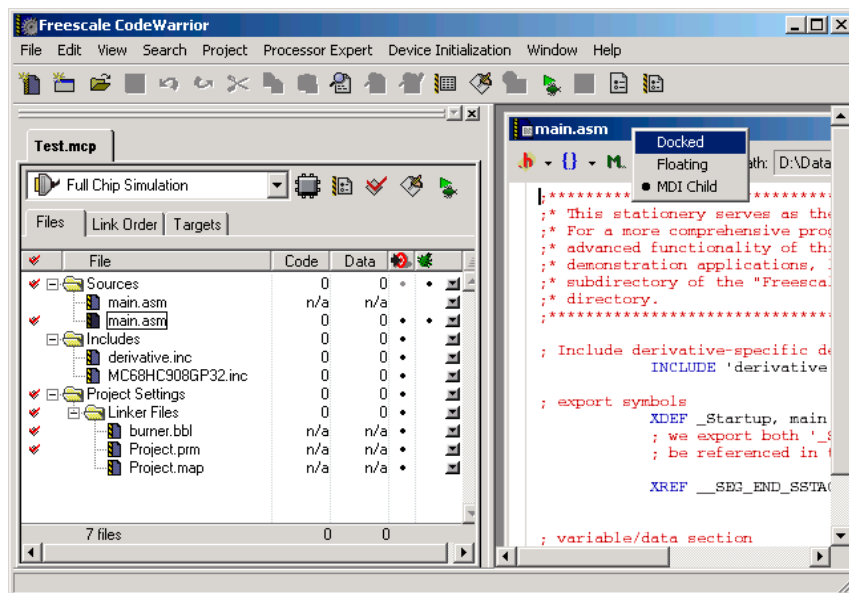 Freescale CodeWarrior
File Edit View Search Project Processor Expert Device Initialization Window Help
Test.mcp
Full Chip Simulation
Files Link Order Targets
File Code Data
Sources 0 0
main.asm n/a n/a
main.asm 0 0
Includes 0 0
derivative.inc 0 0
MC68HC908GP32.inc 0 0
Project Settings 0 0
Linker Files 0 0
burner.bbl n/a n/a
Project.prm n/a n/a
Project.map n/a n/a
7 files 0 0
main.asm
Docked
Floating
MDI Child
h {} M. ath: D:\Data
;*******************************
;* This stationery serves as the
;* For a more comprehensive prog
;* advanced functionality of thi
;* demonstration applications,
;* subdirectory of the "Freescal
;* directory.
;*******************************
; Include derivative-specific de
INCLUDE 'derivative
; export symbols
XDEF _Startup, main
; we export both '_S
; be referenced in t
XREF __SEG_END_SSTAC
; variable/data section